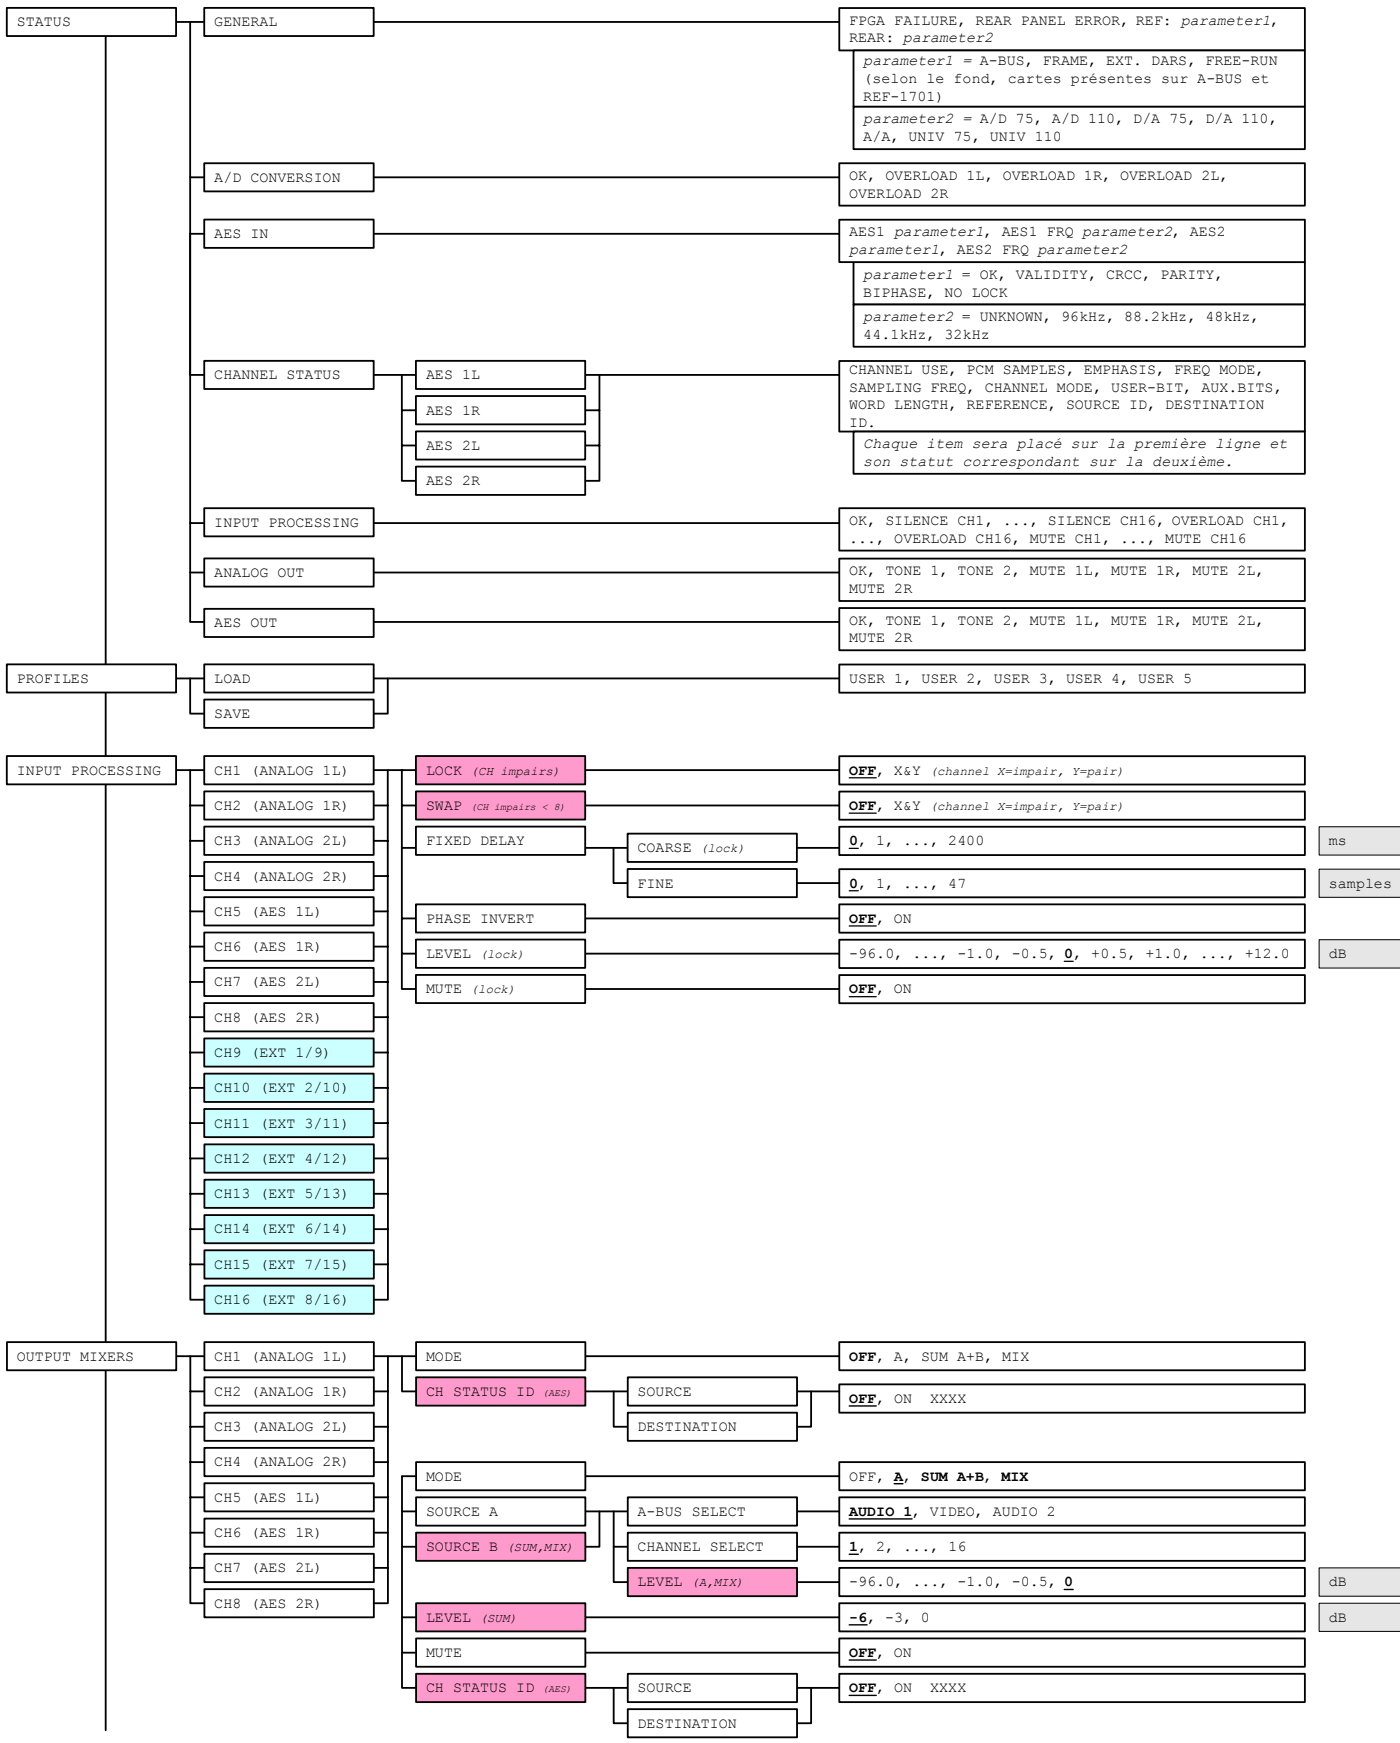 STATUS
GENERAL
FPGA FAILURE, REAR PANEL ERROR, REF: parameter1,
REAR: parameter2
parameter1 = A-BUS, FRAME, EXT. DARS, FREE-RUN
(selon le fond, cartes présentes sur A-BUS et
REF-1701)
parameter2 = A/D 75, A/D 110, D/A 75, D/A 110,
A/A, UNIV 75, UNIV 110
A/D CONVERSION
OK, OVERLOAD 1L, OVERLOAD 1R, OVERLOAD 2L,
OVERLOAD 2R
AES IN
AES1 parameter1, AES1 FRQ parameter2, AES2
parameter1, AES2 FRQ parameter2
parameter1 = OK, VALIDITY, CRCC, PARITY,
BIPHASE, NO LOCK
parameter2 = UNKNOWN, 96kHz, 88.2kHz, 48kHz,
44.1kHz, 32kHz
CHANNEL STATUS
AES 1L
AES 1R
AES 2L
AES 2R
CHANNEL USE, PCM SAMPLES, EMPHASIS, FREQ MODE,
SAMPLING FREQ, CHANNEL MODE, USER-BIT, AUX.BITS,
WORD LENGTH, REFERENCE, SOURCE ID, DESTINATION
ID.
Chaque item sera placé sur la première ligne et
son statut correspondant sur la deuxième.
INPUT PROCESSING
OK, SILENCE CH1, ..., SILENCE CH16, OVERLOAD CH1,
..., OVERLOAD CH16, MUTE CH1, ..., MUTE CH16
ANALOG OUT
OK, TONE 1, TONE 2, MUTE 1L, MUTE 1R, MUTE 2L,
MUTE 2R
AES OUT
OK, TONE 1, TONE 2, MUTE 1L, MUTE 1R, MUTE 2L,
MUTE 2R
PROFILES
LOAD
SAVE
USER 1, USER 2, USER 3, USER 4, USER 5
INPUT PROCESSING
CH1 (ANALOG 1L)
CH2 (ANALOG 1R)
CH3 (ANALOG 2L)
CH4 (ANALOG 2R)
CH5 (AES 1L)
CH6 (AES 1R)
CH7 (AES 2L)
CH8 (AES 2R)
CH9 (EXT 1/9)
CH10 (EXT 2/10)
CH11 (EXT 3/11)
CH12 (EXT 4/12)
CH13 (EXT 5/13)
CH14 (EXT 6/14)
CH15 (EXT 7/15)
CH16 (EXT 8/16)
LOCK (CH impairs)
OFF, X&Y (channel X=impair, Y=pair)
SWAP (CH impairs < 8)
OFF, X&Y (channel X=impair, Y=pair)
FIXED DELAY
COARSE (lock)
0, 1, ..., 2400
ms
FINE
0, 1, ..., 47
samples
PHASE INVERT
OFF, ON
LEVEL (lock)
-96.0, ..., -1.0, -0.5, 0, +0.5, +1.0, ..., +12.0
dB
MUTE (lock)
OFF, ON
OUTPUT MIXERS
CH1 (ANALOG 1L)
CH2 (ANALOG 1R)
CH3 (ANALOG 2L)
CH4 (ANALOG 2R)
CH5 (AES 1L)
CH6 (AES 1R)
CH7 (AES 2L)
CH8 (AES 2R)
MODE
OFF, A, SUM A+B, MIX
CH STATUS ID (AES)
SOURCE
DESTINATION
OFF, ON XXXX
MODE
OFF, A, SUM A+B, MIX
SOURCE A
SOURCE B (SUM,MIX)
A-BUS SELECT
AUDIO 1, VIDEO, AUDIO 2
CHANNEL SELECT
1, 2, ..., 16
LEVEL (A,MIX)
-96.0, ..., -1.0, -0.5, 0
dB
LEVEL (SUM)
-6, -3, 0
dB
MUTE
OFF, ON
CH STATUS ID (AES)
SOURCE
DESTINATION
OFF, ON XXXX